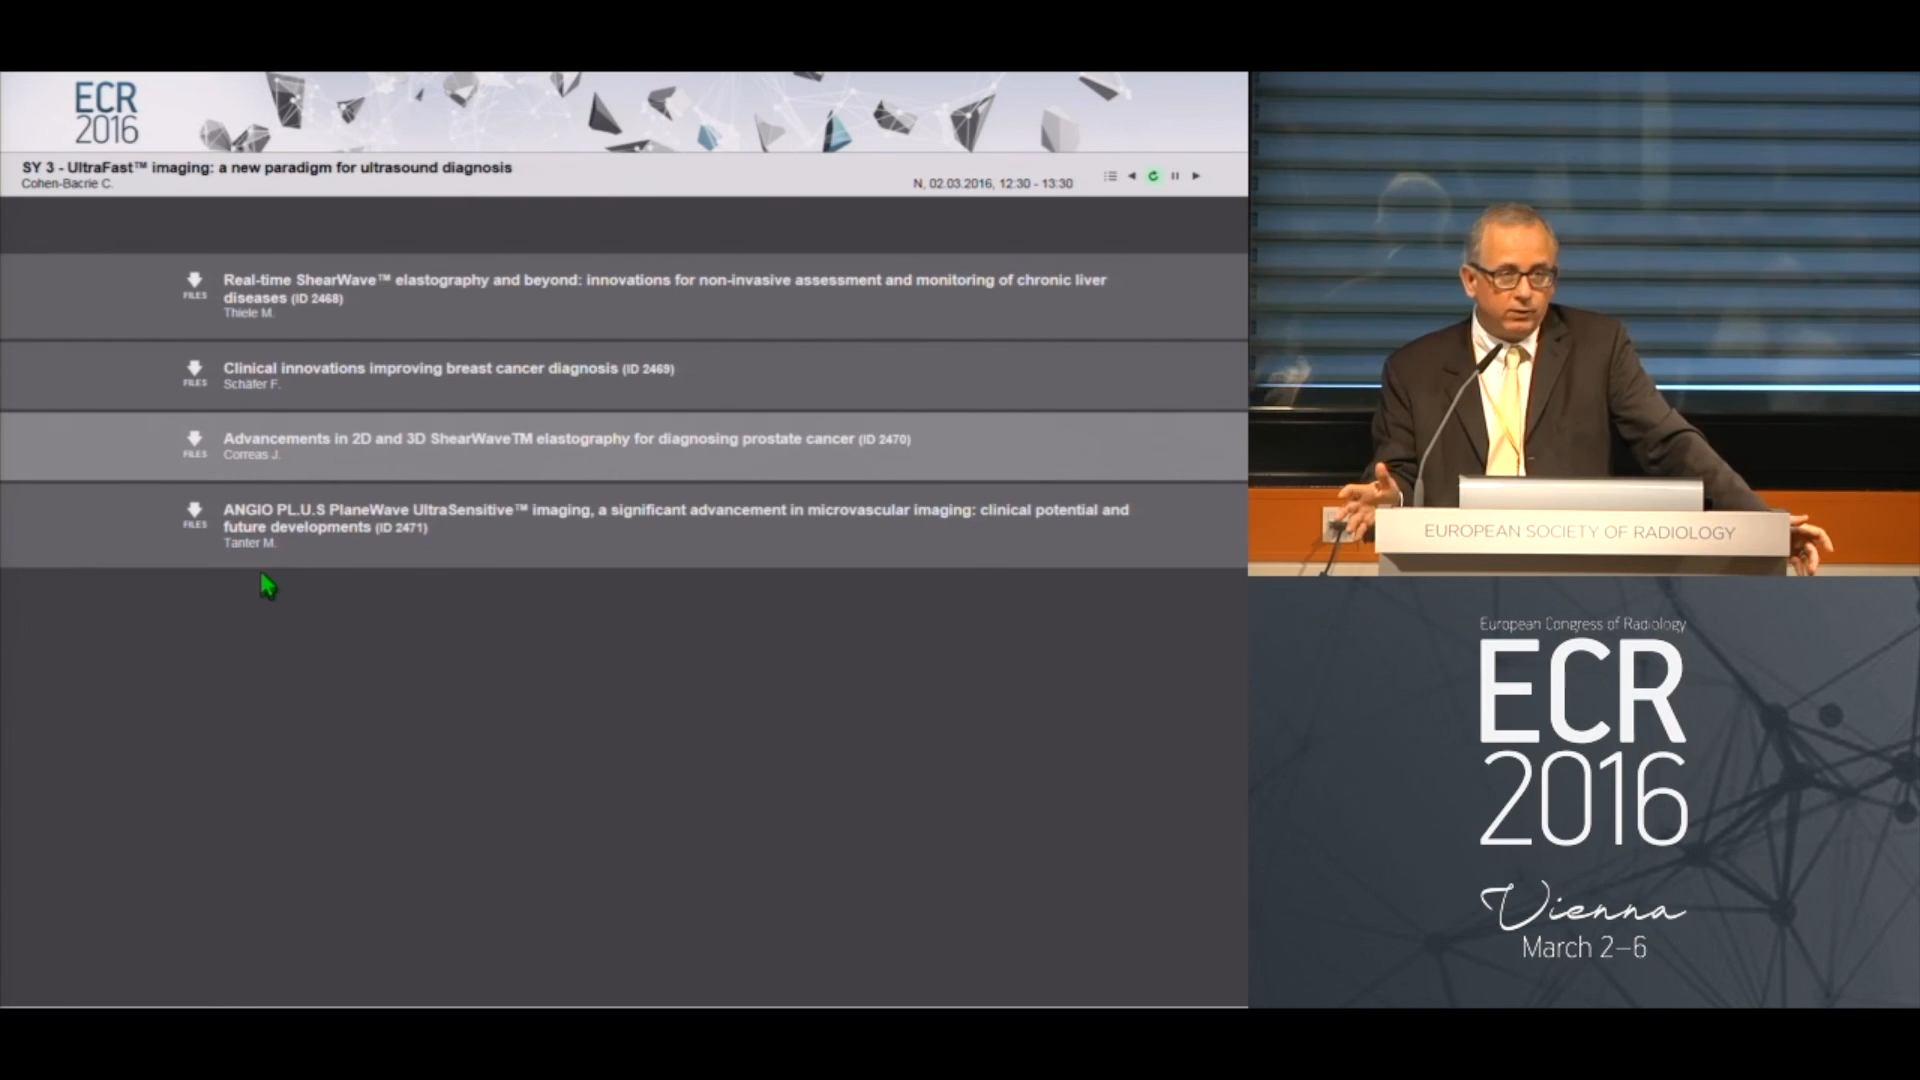 ECR
2016
SY 3 - UltraFast™ imaging: a new paradigm for ultrasound diagnosis
Cohen-Bacrie C.
N, 02.03.2016, 12:30 - 13:30
FILES
Real-time ShearWave™ elastography and beyond: innovations for non-invasive assessment and monitoring of chronic liver
diseases (ID 2468)
Thiele M.
FILES
Clinical innovations improving breast cancer diagnosis (ID 2469)
Schäfer F.
FILES
Advancements in 2D and 3D ShearWaveTM elastography for diagnosing prostate cancer (ID 2470)
Correas J.
FILES
ANGIO PL.U.S PlaneWave UltraSensitive™ imaging, a significant advancement in microvascular imaging: clinical potential and
future developments (ID 2471)
Tanter M.
EUROPEAN SOCIETY OF RADIOLOGY
European Congress of Radiology
ECR
2016
Vienna
March 2–6